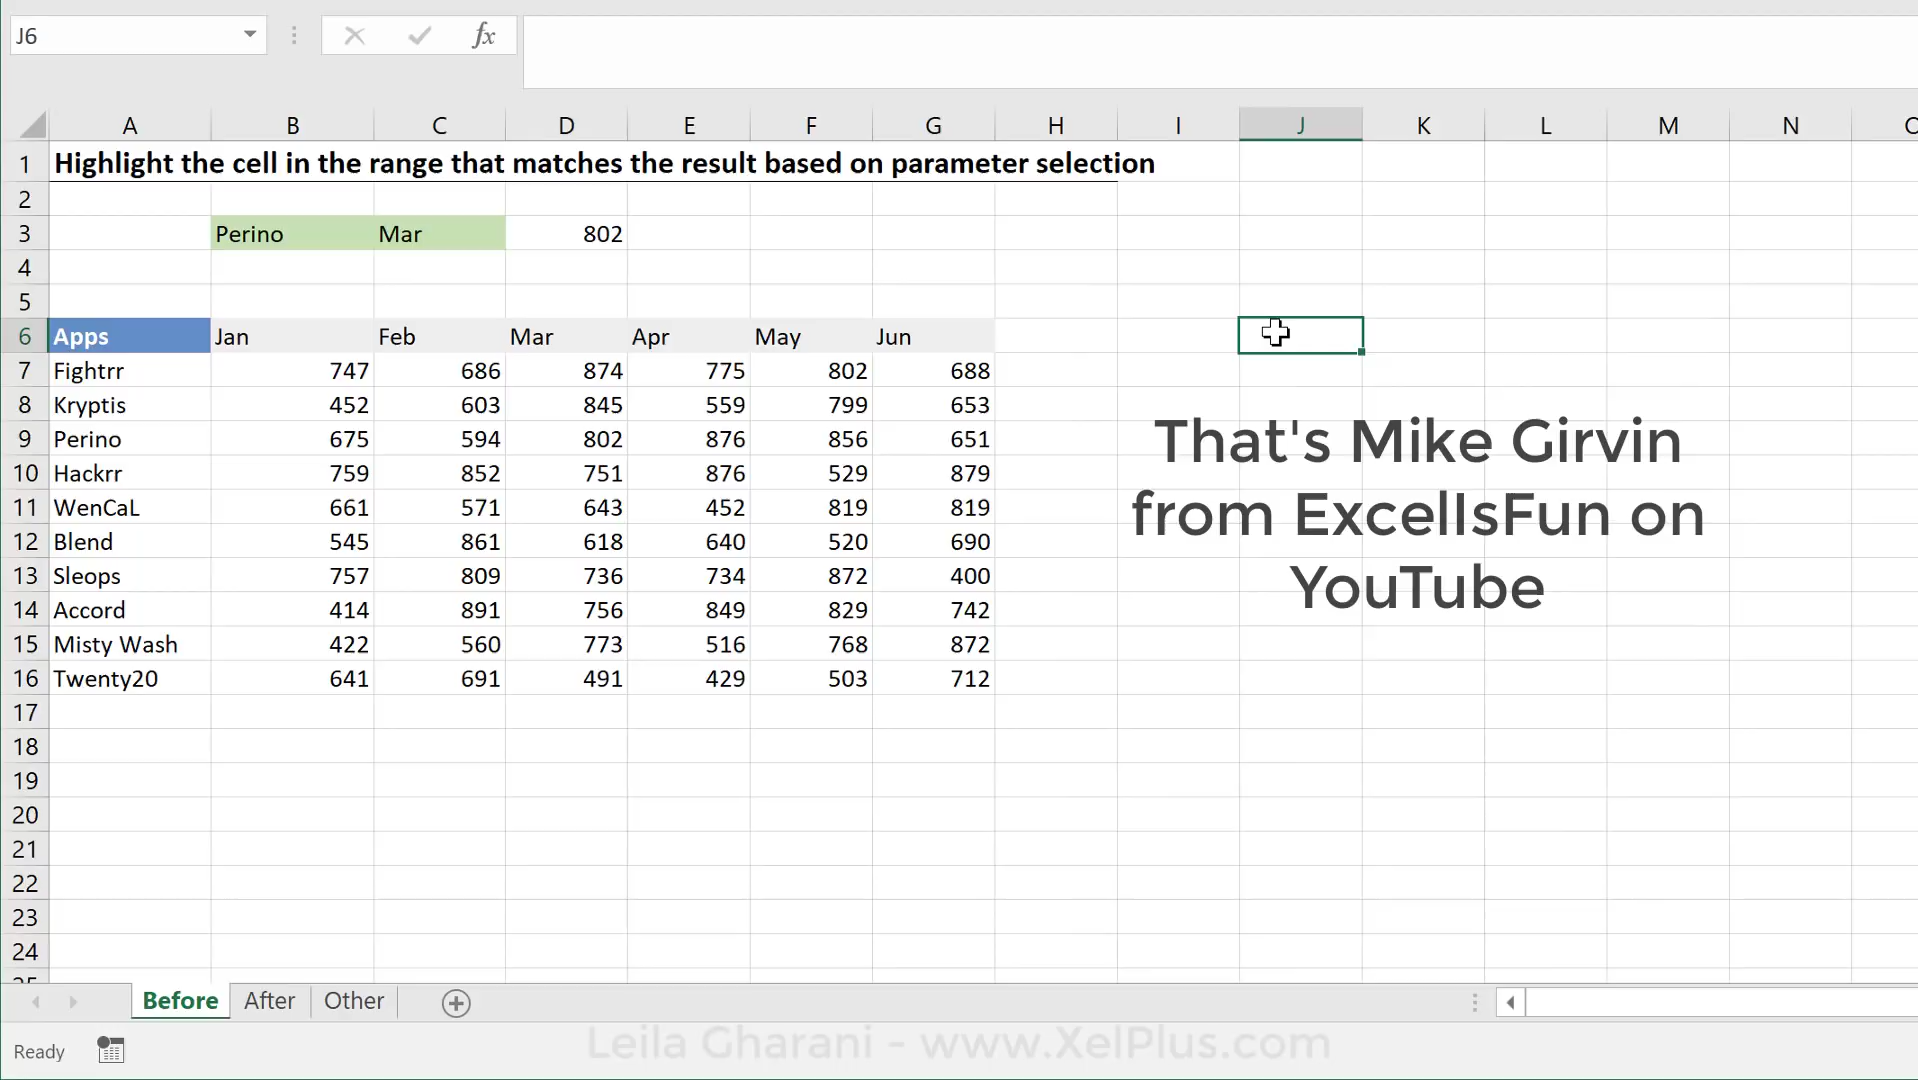 J6 fx
A B C D E F G H I J K L M N
1 Highlight the cell in the range that matches the result based on parameter selection
2
3 Perino Mar 802
4
5
6 Apps Jan Feb Mar Apr May Jun
7 Fightrr 747 686 874 775 802 688
8 Kryptis 452 603 845 559 799 653
9 Perino 675 594 802 876 856 651
10 Hackrr 759 852 751 876 529 879
11 WenCaL 661 571 643 452 819 819
12 Blend 545 861 618 640 520 690
13 Sleops 757 809 736 734 872 400
14 Accord 414 891 756 849 829 742
15 Misty Wash 422 560 773 516 768 872
16 Twenty20 641 691 491 429 503 712
17
18
19
20
21
22
23
24
That's Mike Girvin
from ExcelIsFun on
YouTube
Before After Other
Ready
Leila Gharani - www.XelPlus.com